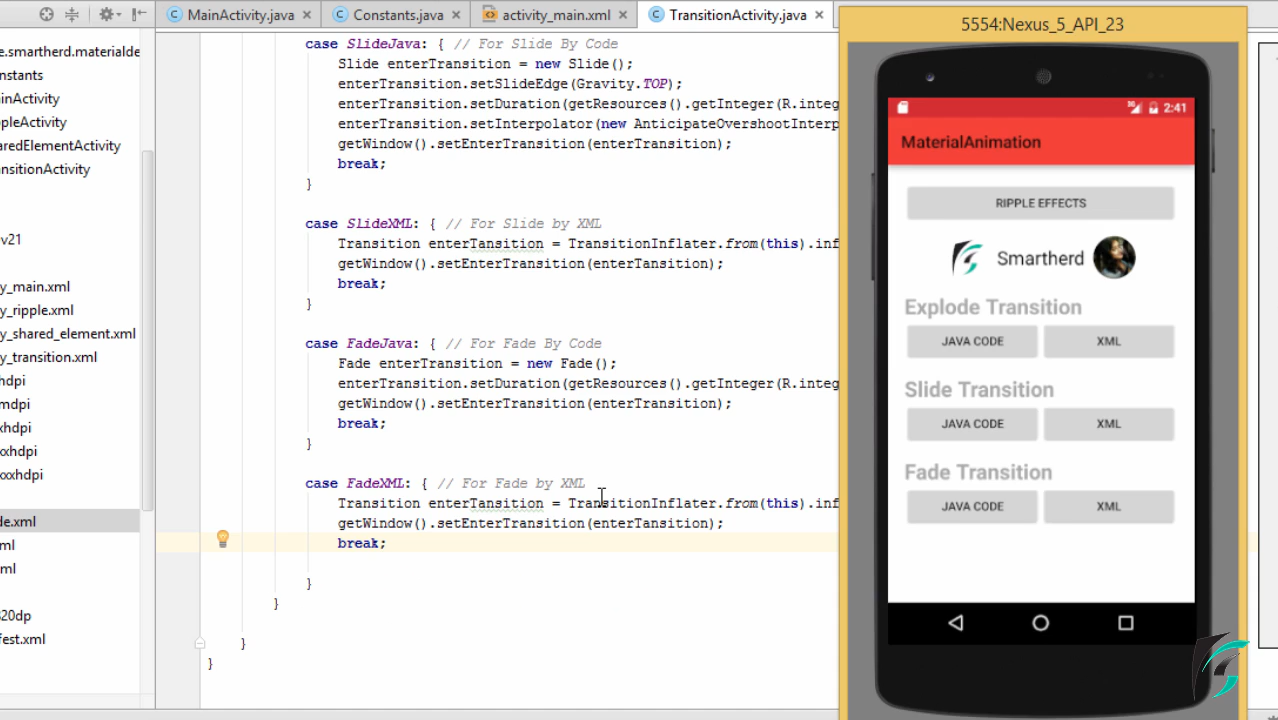 MainActivity.java
Constants.java
activity_main.xml
TransitionActivity.java
e.smartherd.materialde
nstants
inActivity
ppleActivity
aredElementActivity
nsitionActivity
v21
y_main.xml
y_ripple.xml
y_shared_element.xml
y_transition.xml
hdpi
mdpi
xhdpi
xxhdpi
xxxhdpi
de.xml
ml
ml
820dp
fest.xml
case SlideJava: { // For Slide By Code
Slide enterTransition = new Slide();
enterTransition.setSlideEdge(Gravity.TOP);
enterTransition.setDuration(getResources().getInteger(R.integ
enterTransition.setInterpolator(new AnticipateOvershootInterp
getWindow().setEnterTransition(enterTransition);
break;
}
case SlideXML: { // For Slide by XML
Transition enterTansition = TransitionInflater.from(this).inf
getWindow().setEnterTransition(enterTansition);
break;
}
case FadeJava: { // For Fade By Code
Fade enterTransition = new Fade();
enterTransition.setDuration(getResources().getInteger(R.integ
getWindow().setEnterTransition(enterTransition);
break;
}
case FadeXML: { // For Fade by XML
Transition enterTansition = TransitionInflater.from(this).inf
getWindow().setEnterTransition(enterTansition);
break;
}
}
}
}
5554:Nexus_5_API_23
2:41
MaterialAnimation
RIPPLE EFFECTS
Smartherd
Explode Transition
JAVA CODE XML
Slide Transition
JAVA CODE XML
Fade Transition
JAVA CODE XML